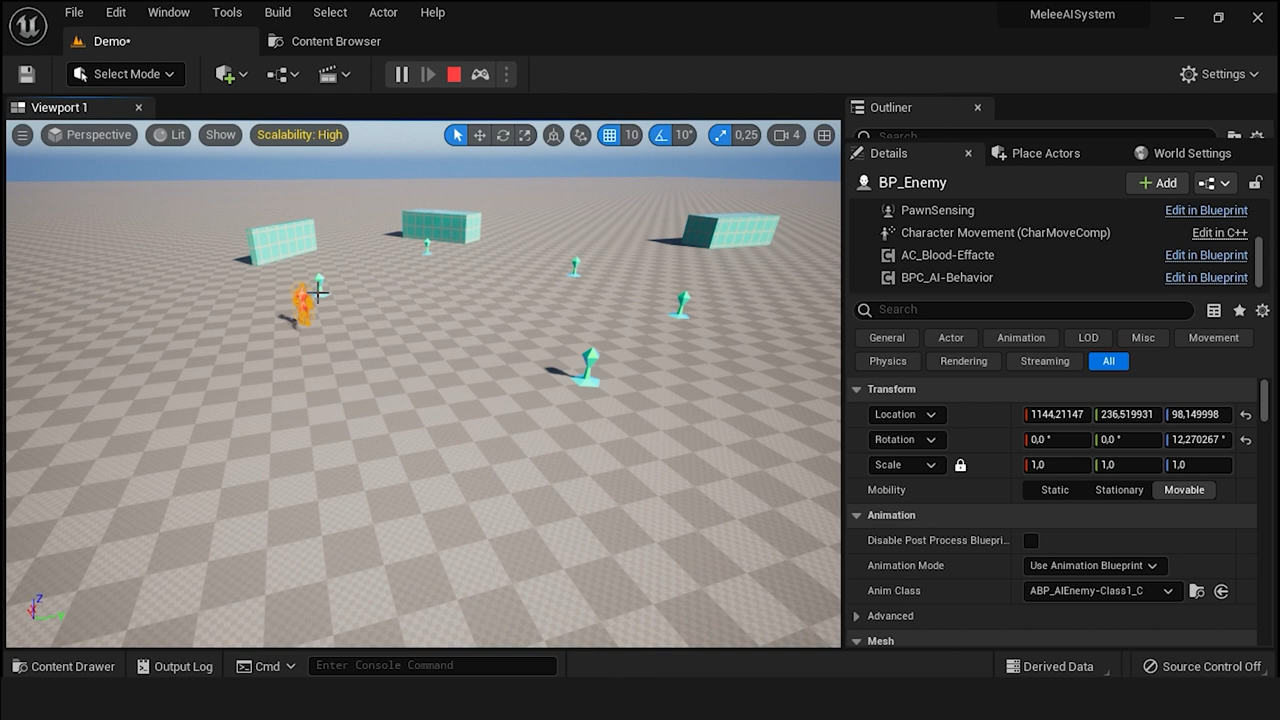 File Edit Window Tools Build Select Actor Help
MeleeAISystem
Demo*
Content Browser
Select Mode
Settings
Viewport 1
Outliner
Perspective Lit Show Scalability: High 10 10° 0,25 4
Search
Details Place Actors World Settings
BP_Enemy
Add
PawnSensing Edit in Blueprint
Character Movement (CharMoveComp) Edit in C++
AC_Blood-Effacte Edit in Blueprint
BPC_AI-Behavior Edit in Blueprint
Search
General Actor Animation LOD Misc Movement
Physics Rendering Streaming All
Transform
Location 1144,21147 236,519931 98,149998
Rotation 0,0 ° 0,0 ° 12,270267 °
Scale 1,0 1,0 1,0
Mobility Static Stationary Movable
Animation
Disable Post Process Bluepri...
Animation Mode Use Animation Blueprint
Anim Class ABP_AIEnemy-Class1_C
Advanced
Mesh
Z
Content Drawer Output Log Cmd Enter Console Command Derived Data Source Control Off